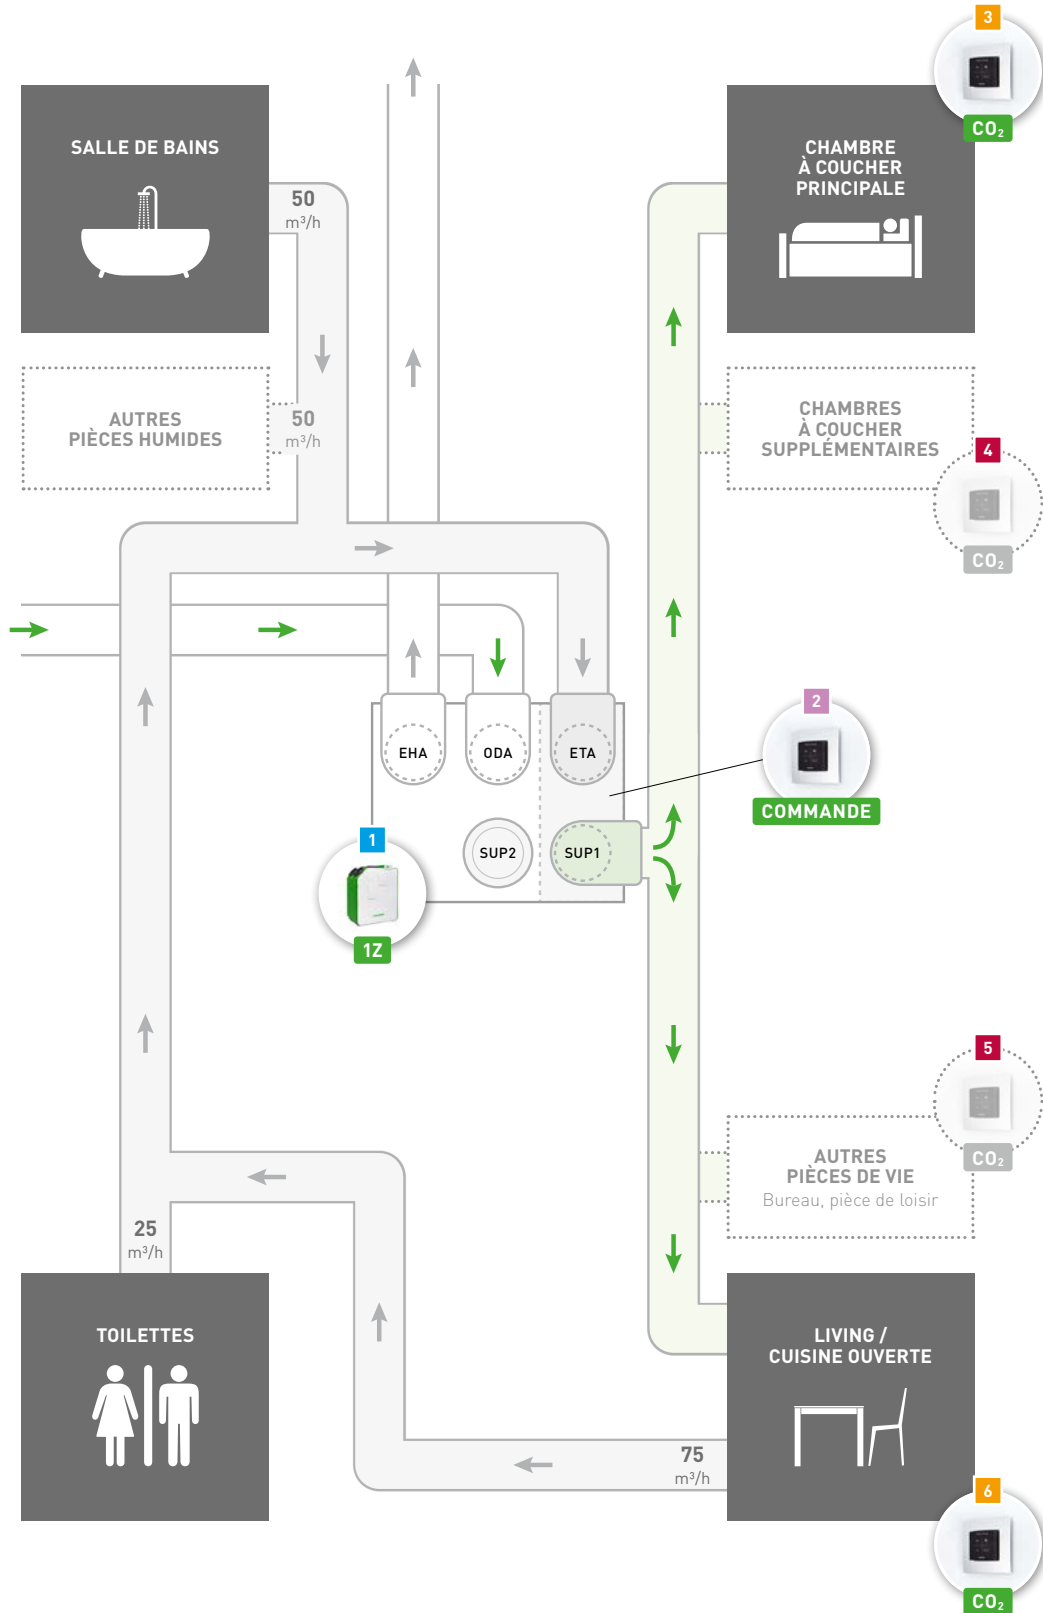 3
CO₂
SALLE DE BAINS
50
m³/h
CHAMBRE
À COUCHER
PRINCIPALE
AUTRES
PIÈCES HUMIDES
50
m³/h
CHAMBRES
À COUCHER
SUPPLÉMENTAIRES
4
CO₂
2
COMMANDE
EHA
ODA
ETA
SUP2
SUP1
1
1Z
5
CO₂
AUTRES
PIÈCES DE VIE
Bureau, pièce de loisir
25
m³/h
TOILETTES
LIVING /
CUISINE OUVERTE
75
m³/h
6
CO₂